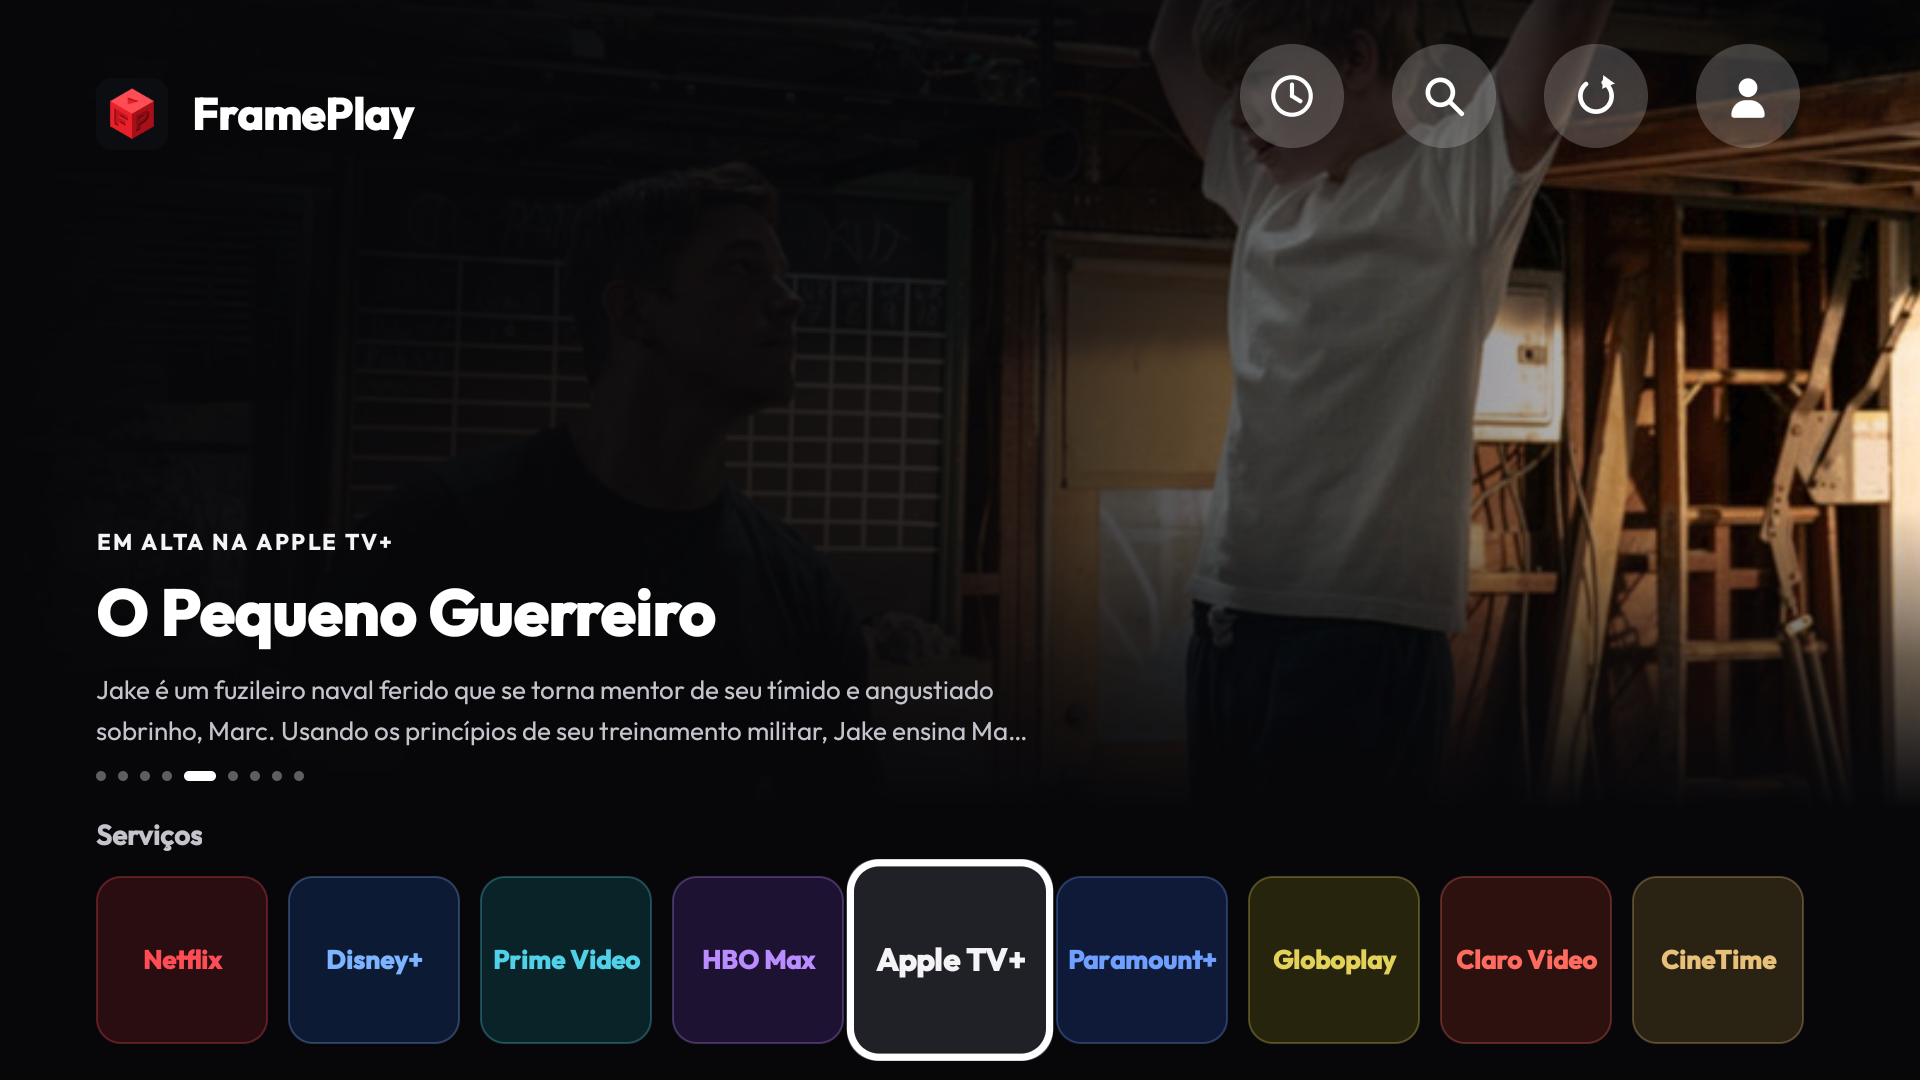 FramePlay
EM ALTA NA APPLE TV+
O Pequeno Guerreiro
Jake é um fuzileiro naval ferido que se torna mentor de seu tímido e angustiado
sobrinho, Marc. Usando os princípios de seu treinamento militar, Jake ensina Ma...
Serviços
Netflix
Disney+
Prime Video
HBO Max
Apple TV+
Paramount+
Globoplay
Claro Video
CineTime